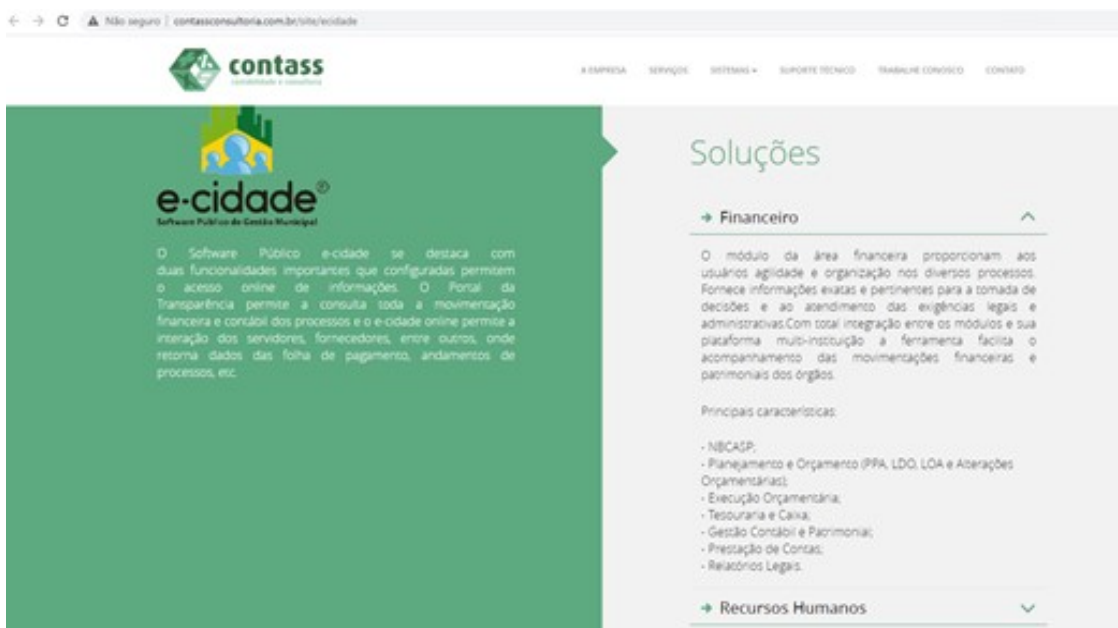 Não seguro | contassconsultoria.com.br/site/ecidade
contass
contabilidade e consultoria
A EMPRESA SERVIÇOS SISTEMAS SUPORTE TÉCNICO TRABALHE CONOSCO CONTATO
e-cidade®
Software Público de Gestão Municipal
O Software Público e-cidade se destaca com
duas funcionalidades importantes que configuradas permitem
o acesso online de informações. O Portal da
Transparência permite a consulta toda a movimentação
financeira e contábil dos processos e o e-cidade online permite a
interação dos servidores, fornecedores, entre outros, onde
retorna dados das folha de pagamento, andamentos de
processos, etc.
Soluções
Financeiro
O módulo da área financeira proporcionam aos
usuários agilidade e organização nos diversos processos.
Fornece informações exatas e pertinentes para a tomada de
decisões e ao atendimento das exigências legais e
administrativas.Com total integração entre os módulos e sua
plataforma multi-instituição a ferramenta facilita o
acompanhamento das movimentações financeiras e
patrimoniais dos órgãos.
Principais características:
- NBCASP;
- Planejamento e Orçamento (PPA, LDO, LOA e Alterações
Orçamentárias);
- Execução Orçamentária;
- Tesouraria e Caixa;
- Gestão Contábil e Patrimonial;
- Prestação de Contas;
- Relatórios Legais.
Recursos Humanos